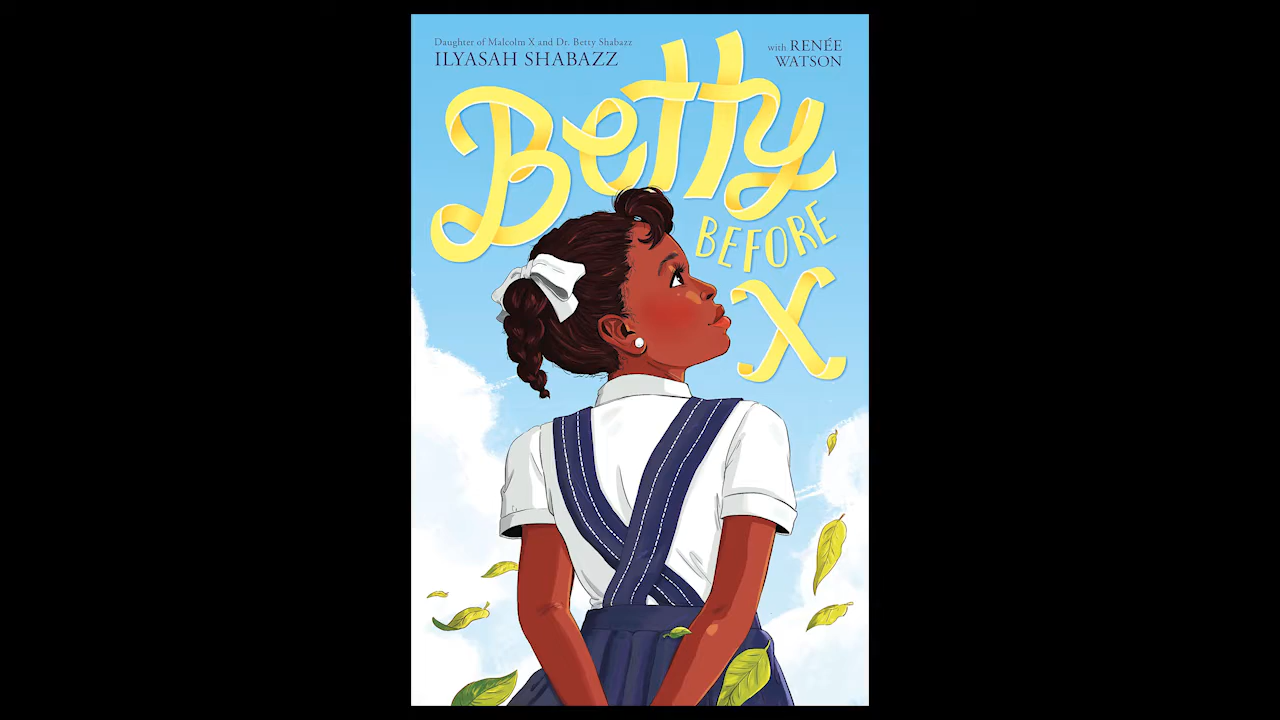 Daughter of Malcolm X and Dr. Betty Shabazz
ILYASAH SHABAZZ
with RENÉE
WATSON
Betty
BEFORE
X